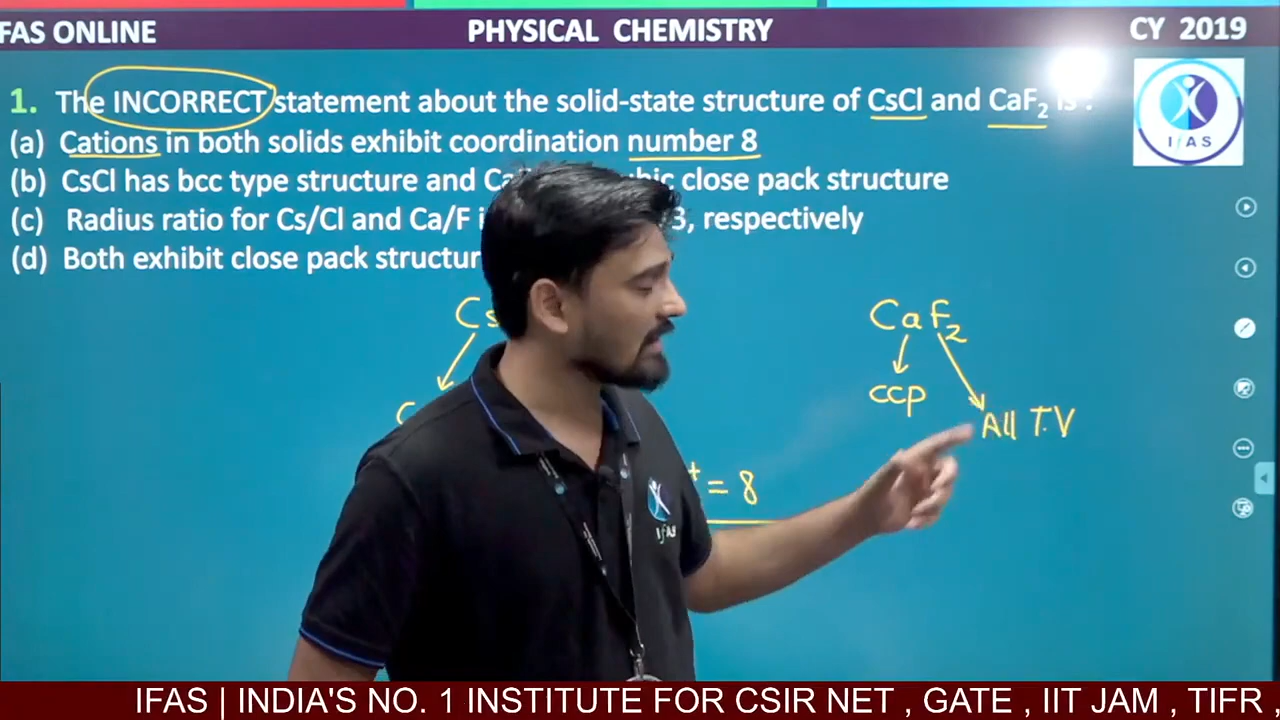 FAS ONLINE
PHYSICAL CHEMISTRY
CY 2019
1. The INCORRECT statement about the solid-state structure of CsCl and CaF2 is :
(a) Cations in both solids exhibit coordination number 8
(b) CsCl has bcc type structure and close pack structure
(c) Radius ratio for Cs/Cl and Ca/F 3, respectively
(d) Both exhibit close pack
IFAS
CaF2
ccp
All T.V
+ = 8
IFAS
IFAS | INDIA'S NO. 1 INSTITUTE FOR CSIR NET , GATE , IIT JAM , TIFR ,